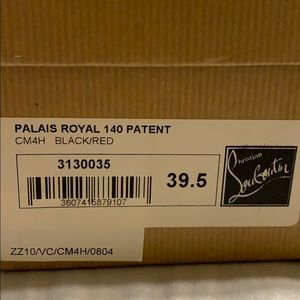 PALAIS ROYAL 140 PATENT
CM4H BLACK/RED
3130035
39.5
3607415879107
Christian
Louboutin
ZZ10/VC/CM4H/0804